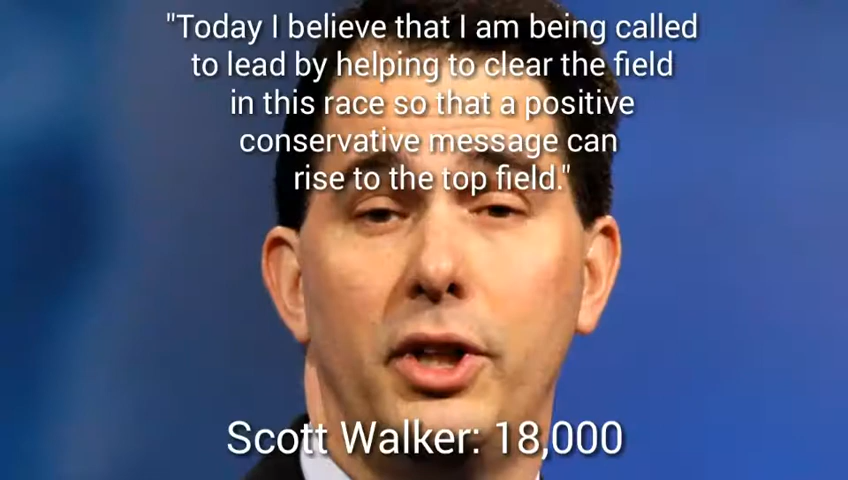 "Today I believe that I am being called
to lead by helping to clear the field
in this race so that a positive
conservative message can
rise to the top field."
Scott Walker: 18,000